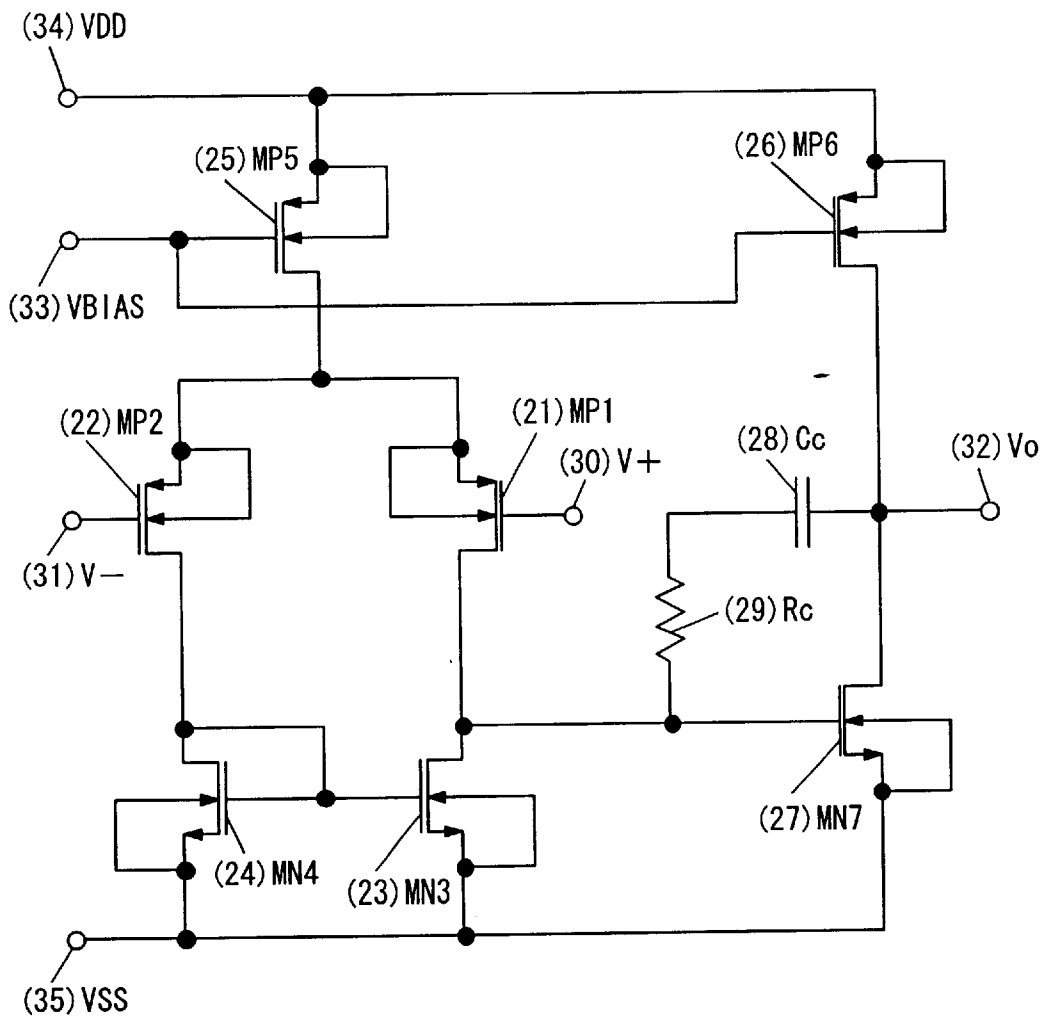 (34) VDD
(25) MP5
(26) MP6
(33) VBIAS
(22) MP2
(21) MP1
(30) V+
(28) Cc
(32) Vo
(31) V−
(29) Rc
(24) MN4
(23) MN3
(27) MN7
(35) VSS